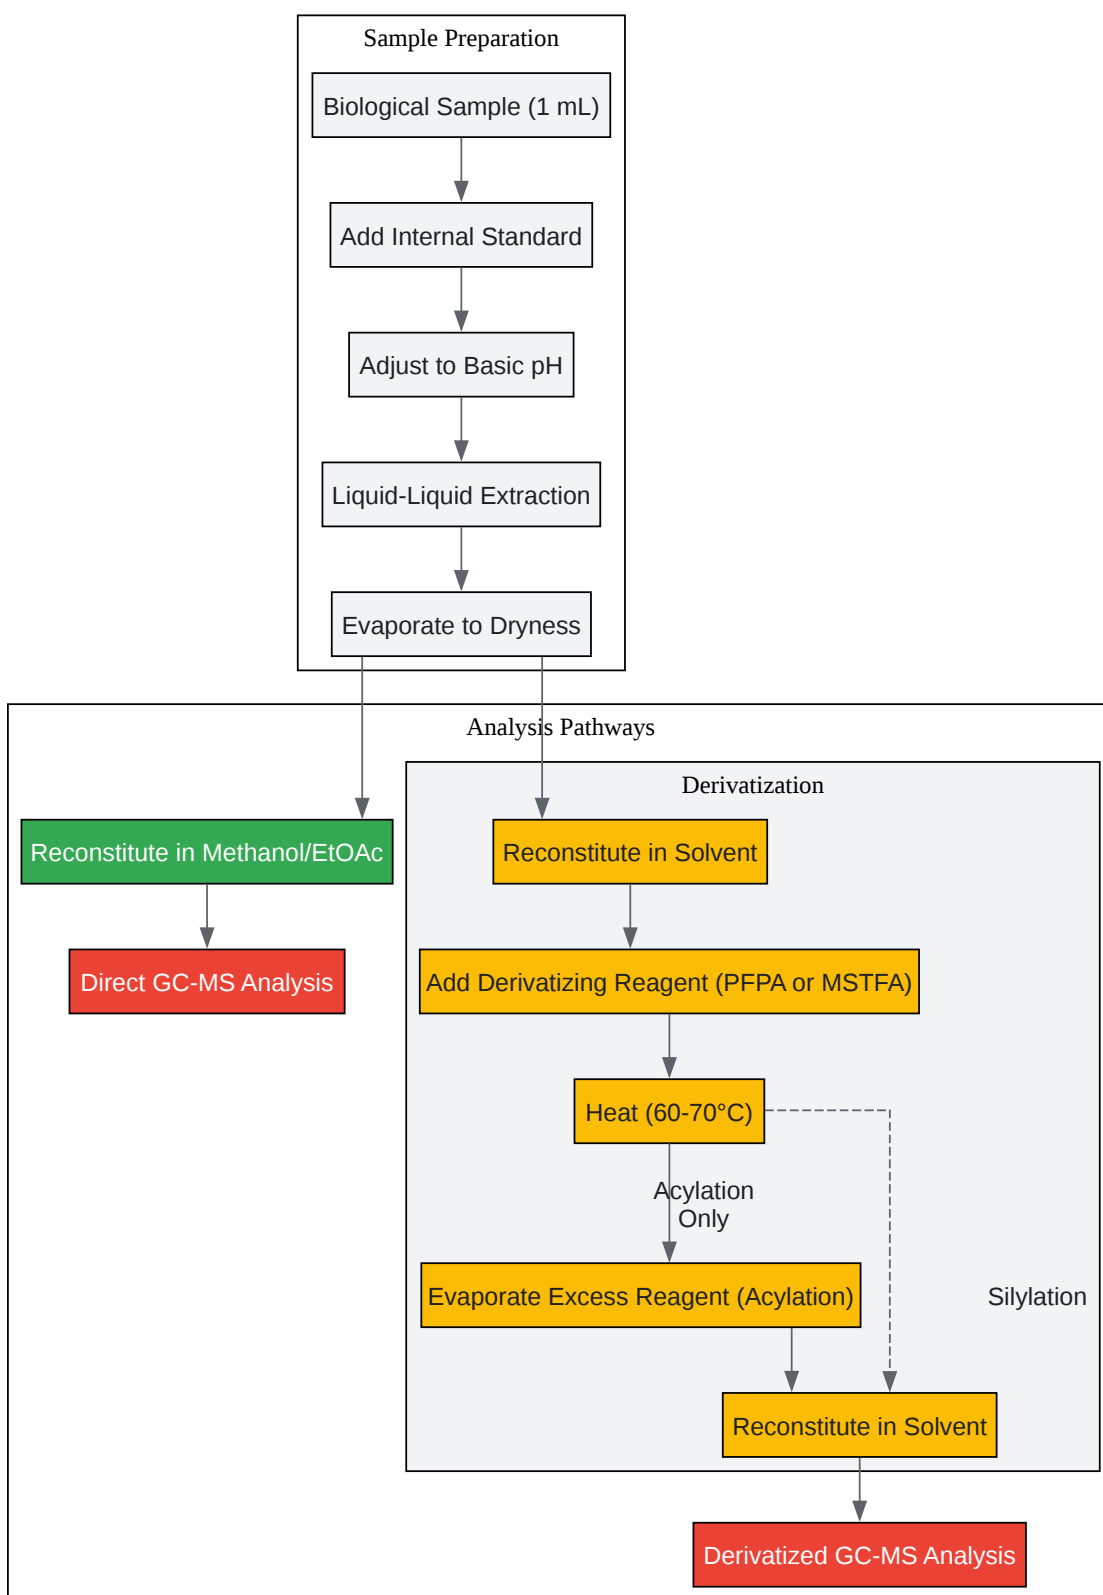 Sample Preparation
Biological Sample (1 mL)
Add Internal Standard
Adjust to Basic pH
Liquid-Liquid Extraction
Evaporate to Dryness
Analysis Pathways
Derivatization
Reconstitute in Methanol/EtOAc
Reconstitute in Solvent
Direct GC-MS Analysis
Add Derivatizing Reagent (PFPA or MSTFA)
Heat (60-70°C)
Acylation
Only
Evaporate Excess Reagent (Acylation)
Silylation
Reconstitute in Solvent
Derivatized GC-MS Analysis